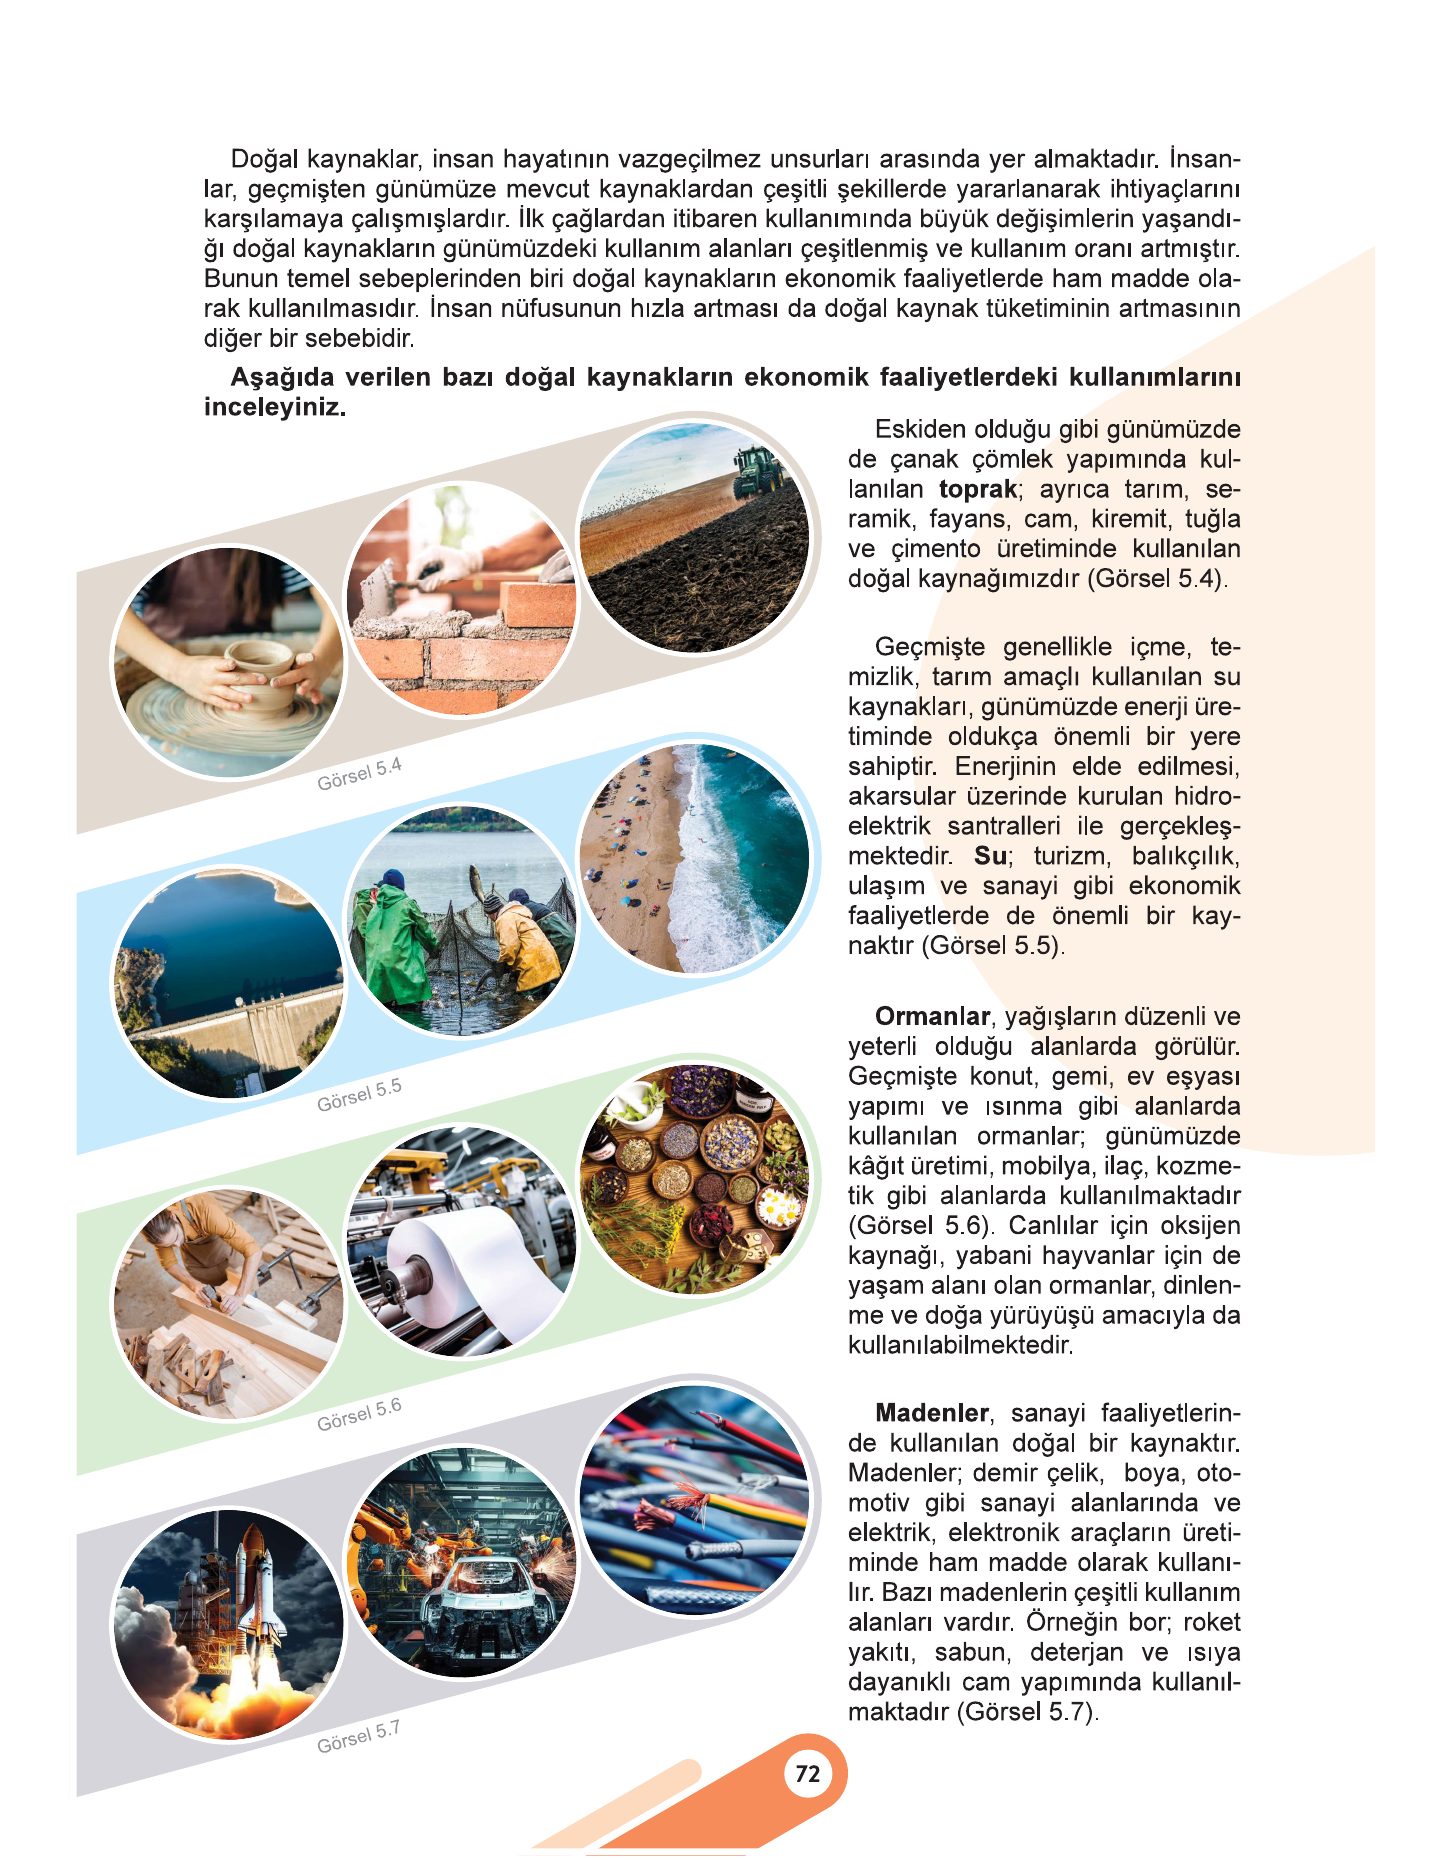 Doğal kaynaklar, insan hayatının vazgeçilmez unsurları arasında yer almaktadır. İnsan-
lar, geçmişten günümüze mevcut kaynaklardan çeşitli şekillerde yararlanarak ihtiyaçlarını
karşılamaya çalışmışlardır. İlk çağlardan itibaren kullanımında büyük değişimlerin yaşandı-
ğı doğal kaynakların günümüzdeki kullanım alanları çeşitlenmiş ve kullanım oranı artmıştır.
Bunun temel sebeplerinden biri doğal kaynakların ekonomik faaliyetlerde ham madde ola-
rak kullanılmasıdır. İnsan nüfusunun hızla artması da doğal kaynak tüketiminin artmasının
diğer bir sebebidir.
Aşağıda verilen bazı doğal kaynakların ekonomik faaliyetlerdeki kullanımlarını
inceleyiniz.
Eskiden olduğu gibi günümüzde
de çanak çömlek yapımında kul-
lanılan toprak; ayrıca tarım, se-
ramik, fayans, cam, kiremit, tuğla
ve çimento üretiminde kullanılan
doğal kaynağımızdır (Görsel 5.4).
Görsel 5.4
Geçmişte genellikle içme, te-
mizlik, tarım amaçlı kullanılan su
kaynakları, günümüzde enerji üre-
timinde oldukça önemli bir yere
sahiptir. Enerjinin elde edilmesi,
akarsular üzerinde kurulan hidro-
elektrik santralleri ile gerçekleş-
mektedir. Su; turizm, balıkçılık,
ulaşım ve sanayi gibi ekonomik
faaliyetlerde de önemli bir kay-
naktır (Görsel 5.5).
Görsel 5.5
Ormanlar, yağışların düzenli ve
yeterli olduğu alanlarda görülür.
Geçmişte konut, gemi, ev eşyası
yapımı ve ısınma gibi alanlarda
kullanılan ormanlar; günümüzde
kâğıt üretimi, mobilya, ilaç, kozme-
tik gibi alanlarda kullanılmaktadır
(Görsel 5.6). Canlılar için oksijen
kaynağı, yabani hayvanlar için de
yaşam alanı olan ormanlar, dinlen-
me ve doğa yürüyüşü amacıyla da
kullanılabilmektedir.
Görsel 5.6
Madenler, sanayi faaliyetlerin-
de kullanılan doğal bir kaynaktır.
Madenler; demir çelik, boya, oto-
motiv gibi sanayi alanlarında ve
elektrik, elektronik araçların üreti-
minde ham madde olarak kullanı-
lır. Bazı madenlerin çeşitli kullanım
alanları vardır. Örneğin bor; roket
yakıtı, sabun, deterjan ve ısıya
dayanıklı cam yapımında kullanıl-
maktadır (Görsel 5.7).
Görsel 5.7
72